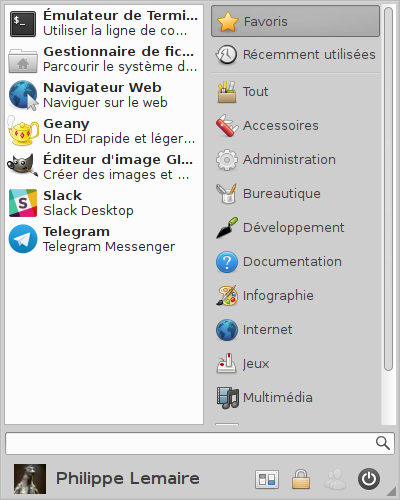 Émulateur de Termi...
Utiliser la ligne de co...
Gestionnaire de fic...
Parcourir le système d...
Navigateur Web
Naviguer sur le web
Geany
Un EDI rapide et léger...
Éditeur d'image GI...
Créer des images et ...
Slack
Slack Desktop
Telegram
Telegram Messenger
Favoris
Récemment utilisées
Tout
Accessoires
Administration
Bureautique
Développement
Documentation
Infographie
Internet
Jeux
Multimédia
Philippe Lemaire